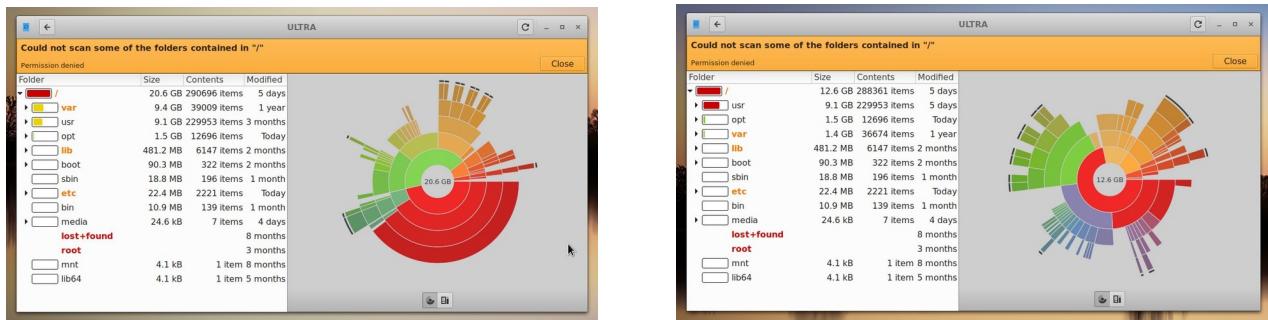 ULTRA
Could not scan some of the folders contained in "/"
Permission denied
Close
Folder Size Contents Modified
/ 20.6 GB 290696 items 5 days
var 9.4 GB 39009 items 1 year
usr 9.1 GB 229953 items 3 months
opt 1.5 GB 12696 items Today
lib 481.2 MB 6147 items 2 months
boot 90.3 MB 322 items 2 months
sbin 18.8 MB 196 items 1 month
etc 22.4 MB 2221 items Today
bin 10.9 MB 139 items 1 month
media 24.6 kB 7 items 4 days
lost+found 8 months
root 3 months
mnt 4.1 kB 1 item 8 months
lib64 4.1 kB 1 item 5 months
20.6 GB
ULTRA
Could not scan some of the folders contained in "/"
Permission denied
Close
Folder Size Contents Modified
/ 12.6 GB 288361 items 5 days
usr 9.1 GB 229953 items 5 days
opt 1.5 GB 12696 items Today
var 1.4 GB 36674 items 1 year
lib 481.2 MB 6147 items 2 months
boot 90.3 MB 322 items 2 months
sbin 18.8 MB 196 items 1 month
etc 22.4 MB 2221 items Today
bin 10.9 MB 139 items 1 month
media 24.6 kB 7 items 4 days
lost+found 8 months
root 3 months
mnt 4.1 kB 1 item 8 months
lib64 4.1 kB 1 item 5 months
12.6 GB